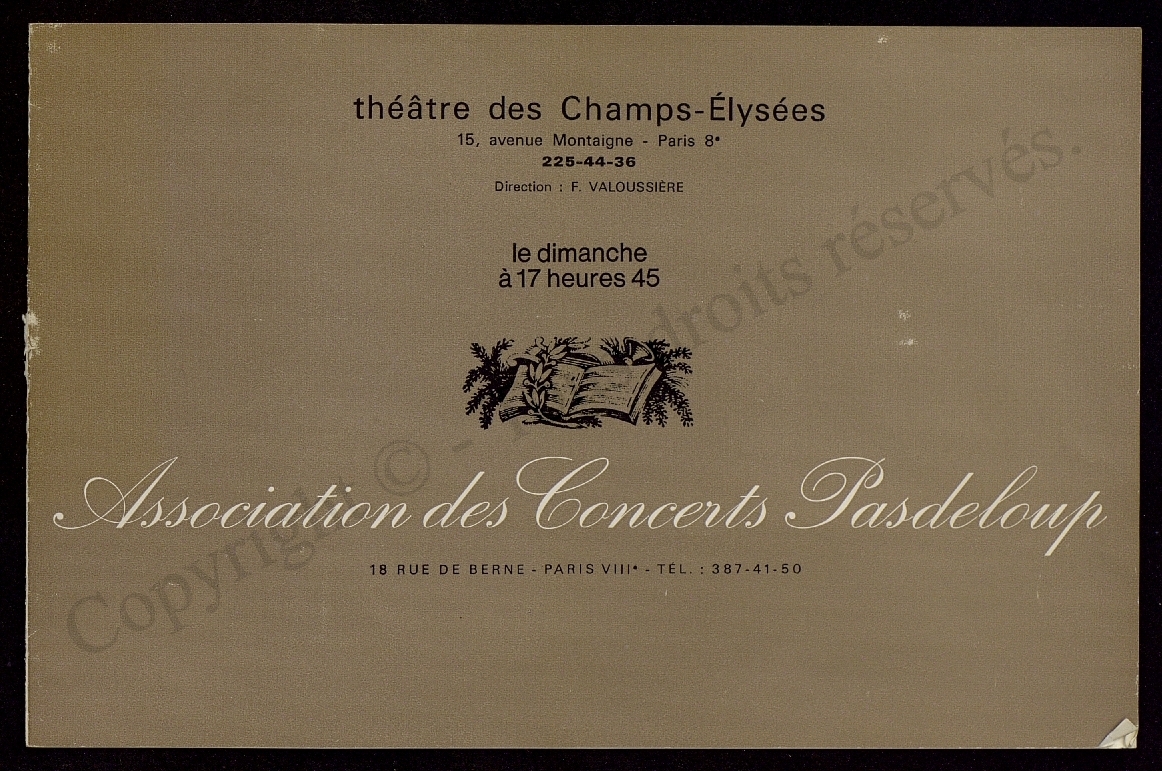 théâtre des Champs-Élysées
15, avenue Montaigne - Paris 8e
225-44-36
Direction : F. VALOUSSIÈRE
le dimanche
à 17 heures 45
Association des Concerts Pasdeloup
18 RUE DE BERNE - PARIS VIIIe - TÉL. : 387-41-50
Copyright © - droits réservés.